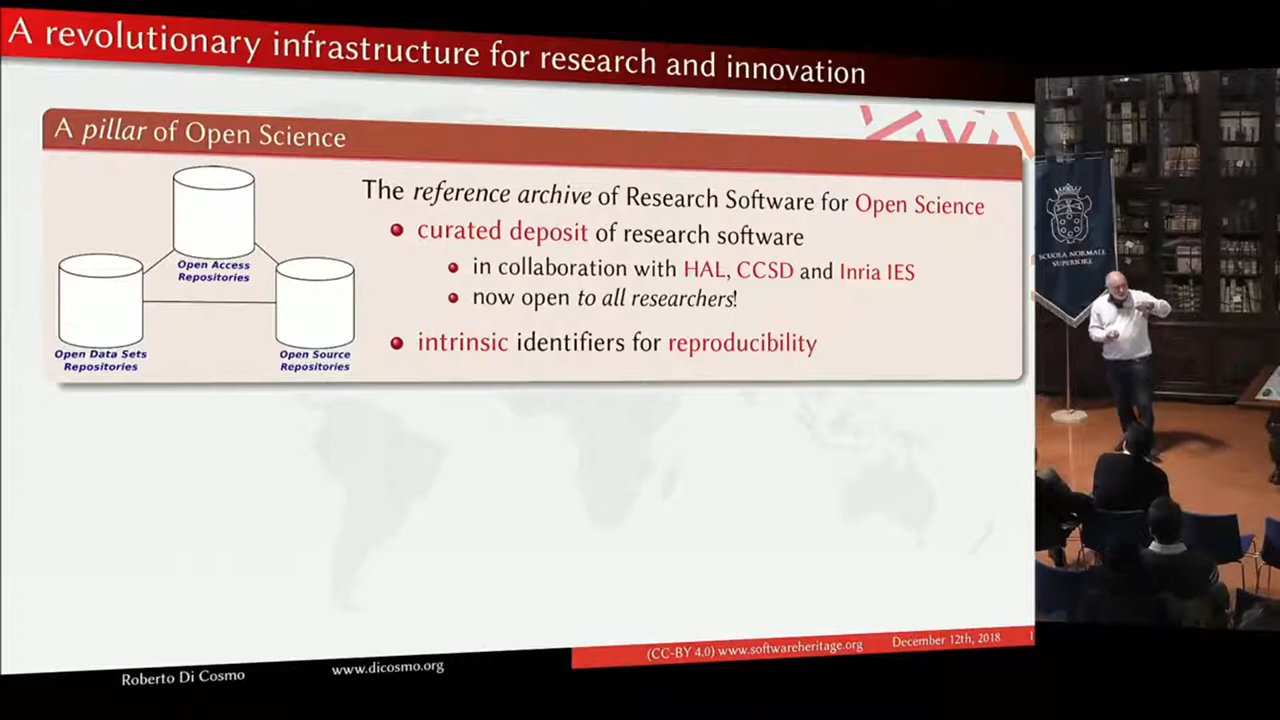 A revolutionary infrastructure for research and innovation
A pillar of Open Science
Open Access
Repositories
Open Data Sets
Repositories
Open Source
Repositories
The reference archive of Research Software for Open Science
curated deposit of research software
in collaboration with HAL, CCSD and Inria IES
now open to all researchers!
intrinsic identifiers for reproducibility
SCUOLA NORMALE
SUPERIORE
(CC-BY 4.0) www.softwareheritage.org December 12th, 2018 1
Roberto Di Cosmo www.dicosmo.org